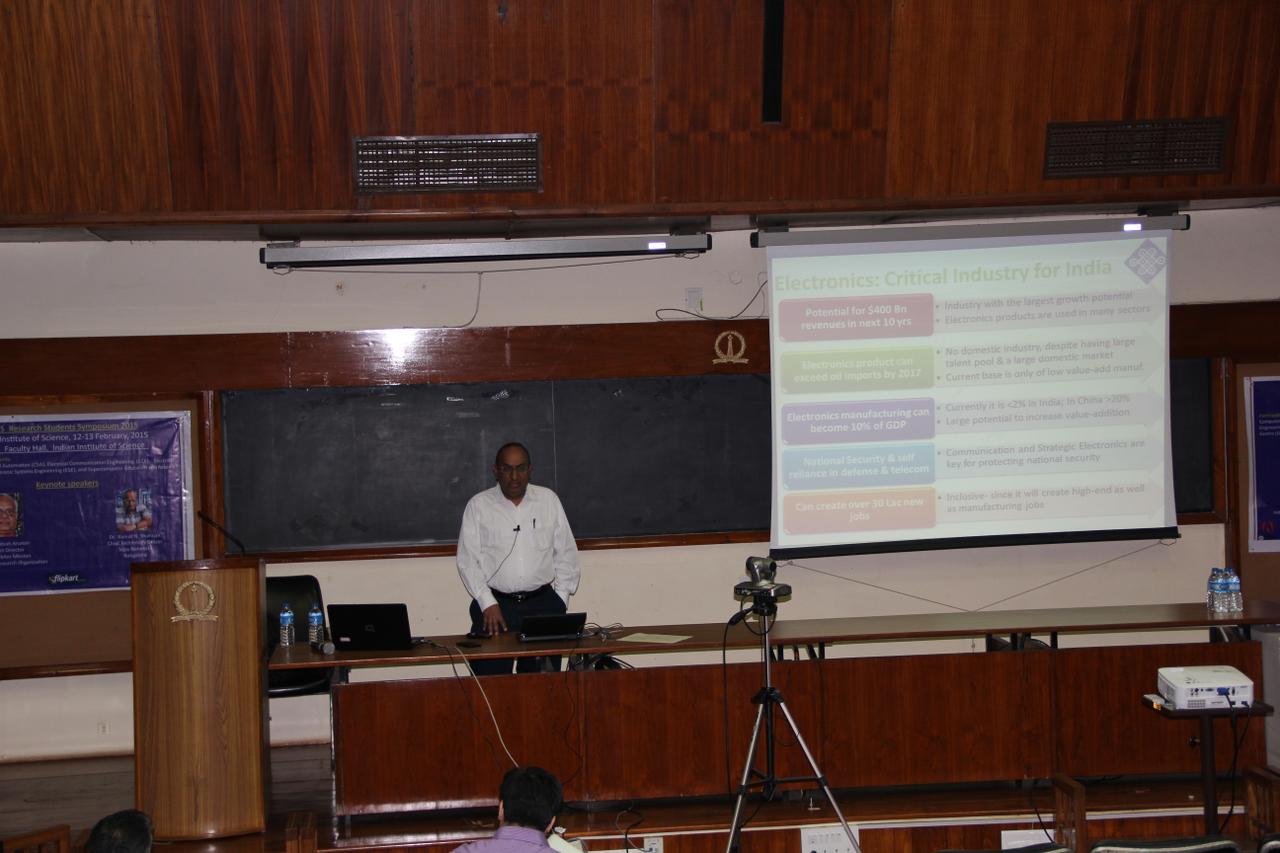 Electronics: Critical Industry for India
Potential for $400 Bn
revenues in next 10 yrs
• Industry with the largest growth potential
• Electronics products are used in many sectors
Electronics product can
exceed oil imports by 2017
• No domestic industry, despite having large
talent pool & a large domestic market
• Current base is only of low value-add manuf.
Electronics manufacturing can
become 10% of GDP
• Currently it is <2% in India; In China >20%
• Large potential to increase value-addition
National Security & self
reliance in defense & telecom
• Communication and Strategic Electronics are
key for protecting national security
Can create over 30 Lac new
jobs
• Inclusive- since it will create high-end as well
as manufacturing jobs
Research Students Symposium 2015
Institute of Science, 12-13 February, 2015
Faculty Hall, Indian Institute of Science
Keynote speakers
Bangalore
flipkart